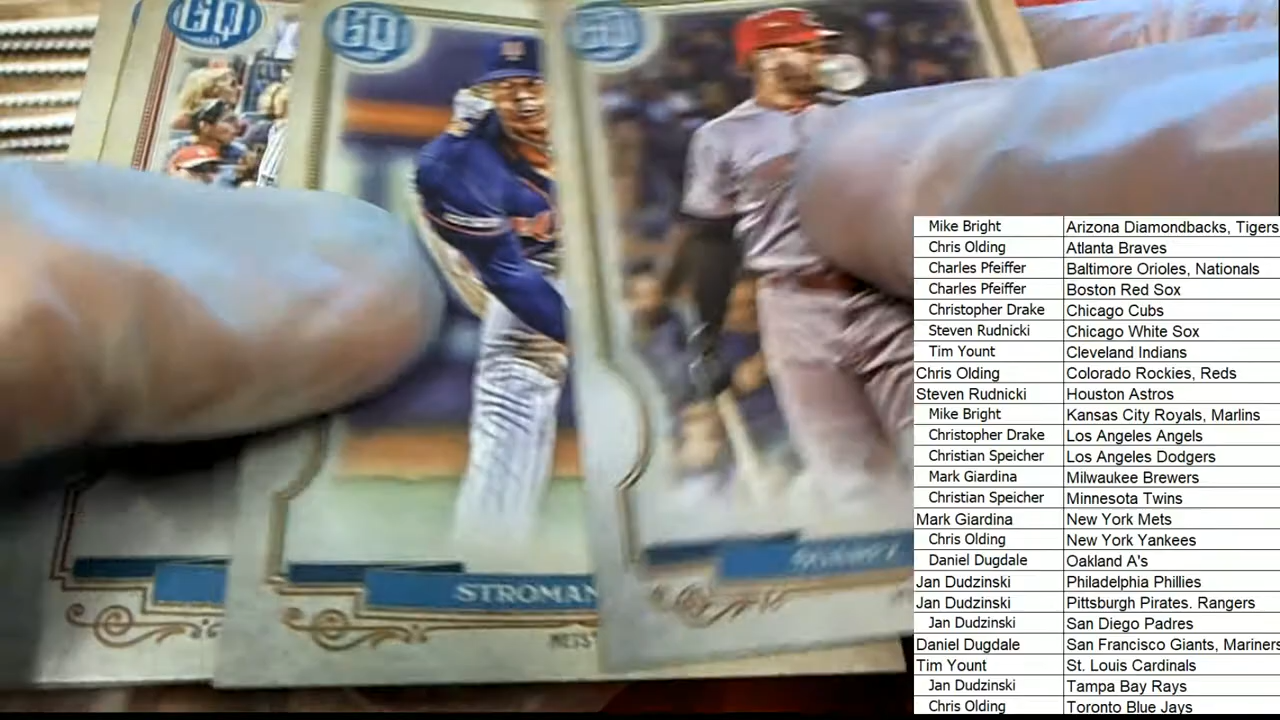 GQ
GQ
GQ
STROMAN
METS
Mike Bright Arizona Diamondbacks, Tigers
Chris Olding Atlanta Braves
Charles Pfeiffer Baltimore Orioles, Nationals
Charles Pfeiffer Boston Red Sox
Christopher Drake Chicago Cubs
Steven Rudnicki Chicago White Sox
Tim Yount Cleveland Indians
Chris Olding Colorado Rockies, Reds
Steven Rudnicki Houston Astros
Mike Bright Kansas City Royals, Marlins
Christopher Drake Los Angeles Angels
Christian Speicher Los Angeles Dodgers
Mark Giardina Milwaukee Brewers
Christian Speicher Minnesota Twins
Mark Giardina New York Mets
Chris Olding New York Yankees
Daniel Dugdale Oakland A's
Jan Dudzinski Philadelphia Phillies
Jan Dudzinski Pittsburgh Pirates. Rangers
Jan Dudzinski San Diego Padres
Daniel Dugdale San Francisco Giants, Mariners
Tim Yount St. Louis Cardinals
Jan Dudzinski Tampa Bay Rays
Chris Olding Toronto Blue Jays